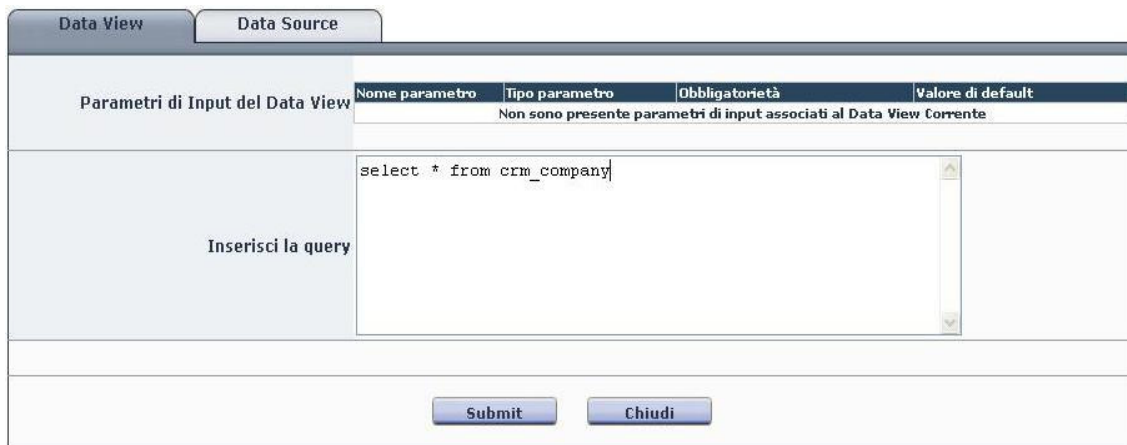 Data View Data Source
Parametri di Input del Data View
Nome parametro Tipo parametro Obbligatorietà Valore di default
Non sono presente parametri di input associati al Data View Corrente
Inserisci la query
select * from crm_company
Submit Chiudi